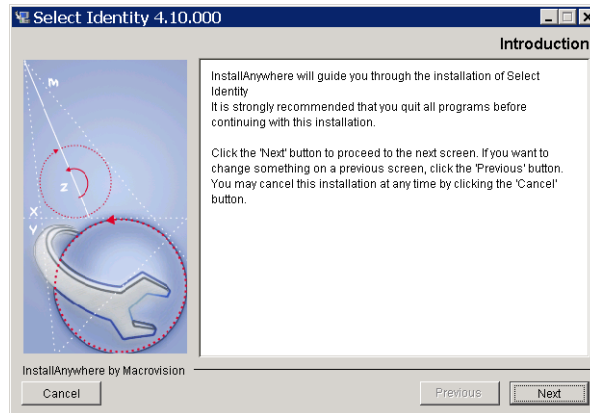 Select Identity 4.10.000
Introduction
InstallAnywhere will guide you through the installation of Select
Identity
It is strongly recommended that you quit all programs before
continuing with this installation.
Click the 'Next' button to proceed to the next screen. If you want to
change something on a previous screen, click the 'Previous' button.
You may cancel this installation at any time by clicking the 'Cancel'
button.
M
Z
X
Y
InstallAnywhere by Macrovision
Cancel
Previous
Next